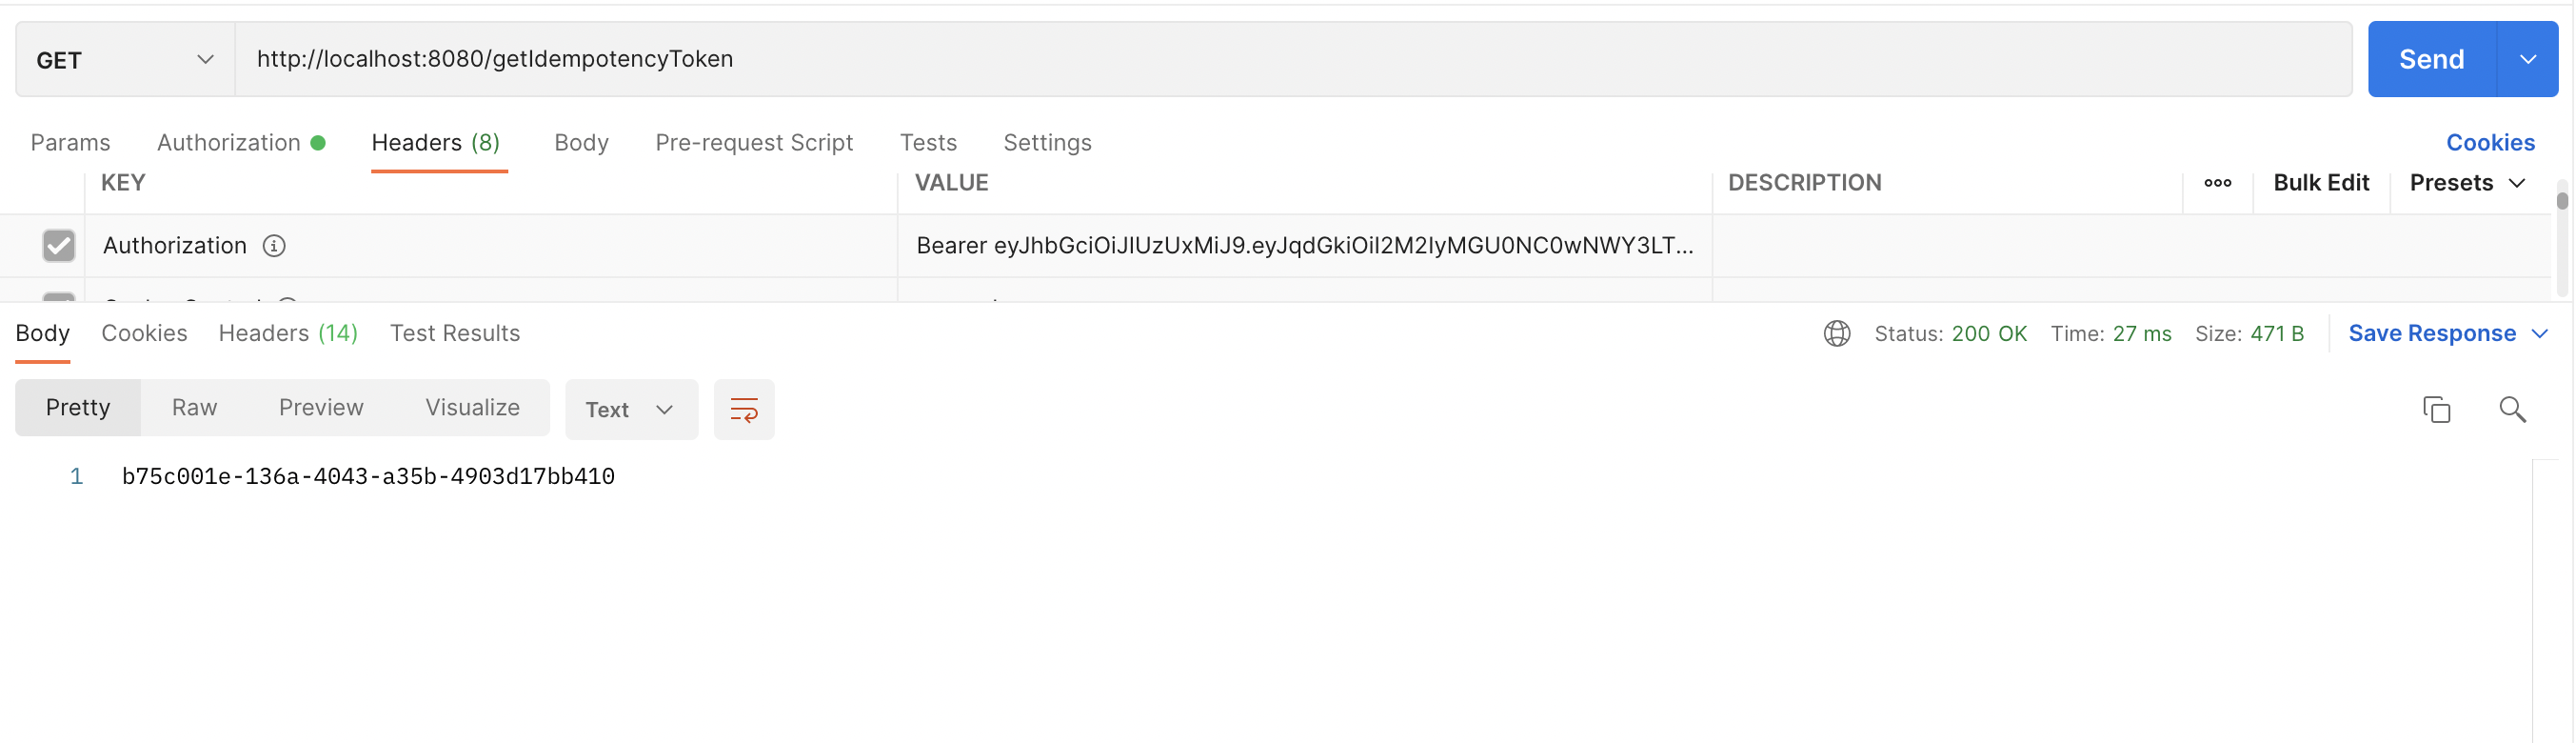 GET http://localhost:8080/getIdempotencyToken Send
Params Authorization Headers (8) Body Pre-request Script Tests Settings Cookies
KEY VALUE DESCRIPTION Bulk Edit Presets
Authorization Bearer eyJhbGciOiJIUzUxMiJ9.eyJqdGkiOiI2M2IyMGU0NC0wNWY3LT...
Body Cookies Headers (14) Test Results Status: 200 OK Time: 27 ms Size: 471 B Save Response
Pretty Raw Preview Visualize Text
1 b75c001e-136a-4043-a35b-4903d17bb410